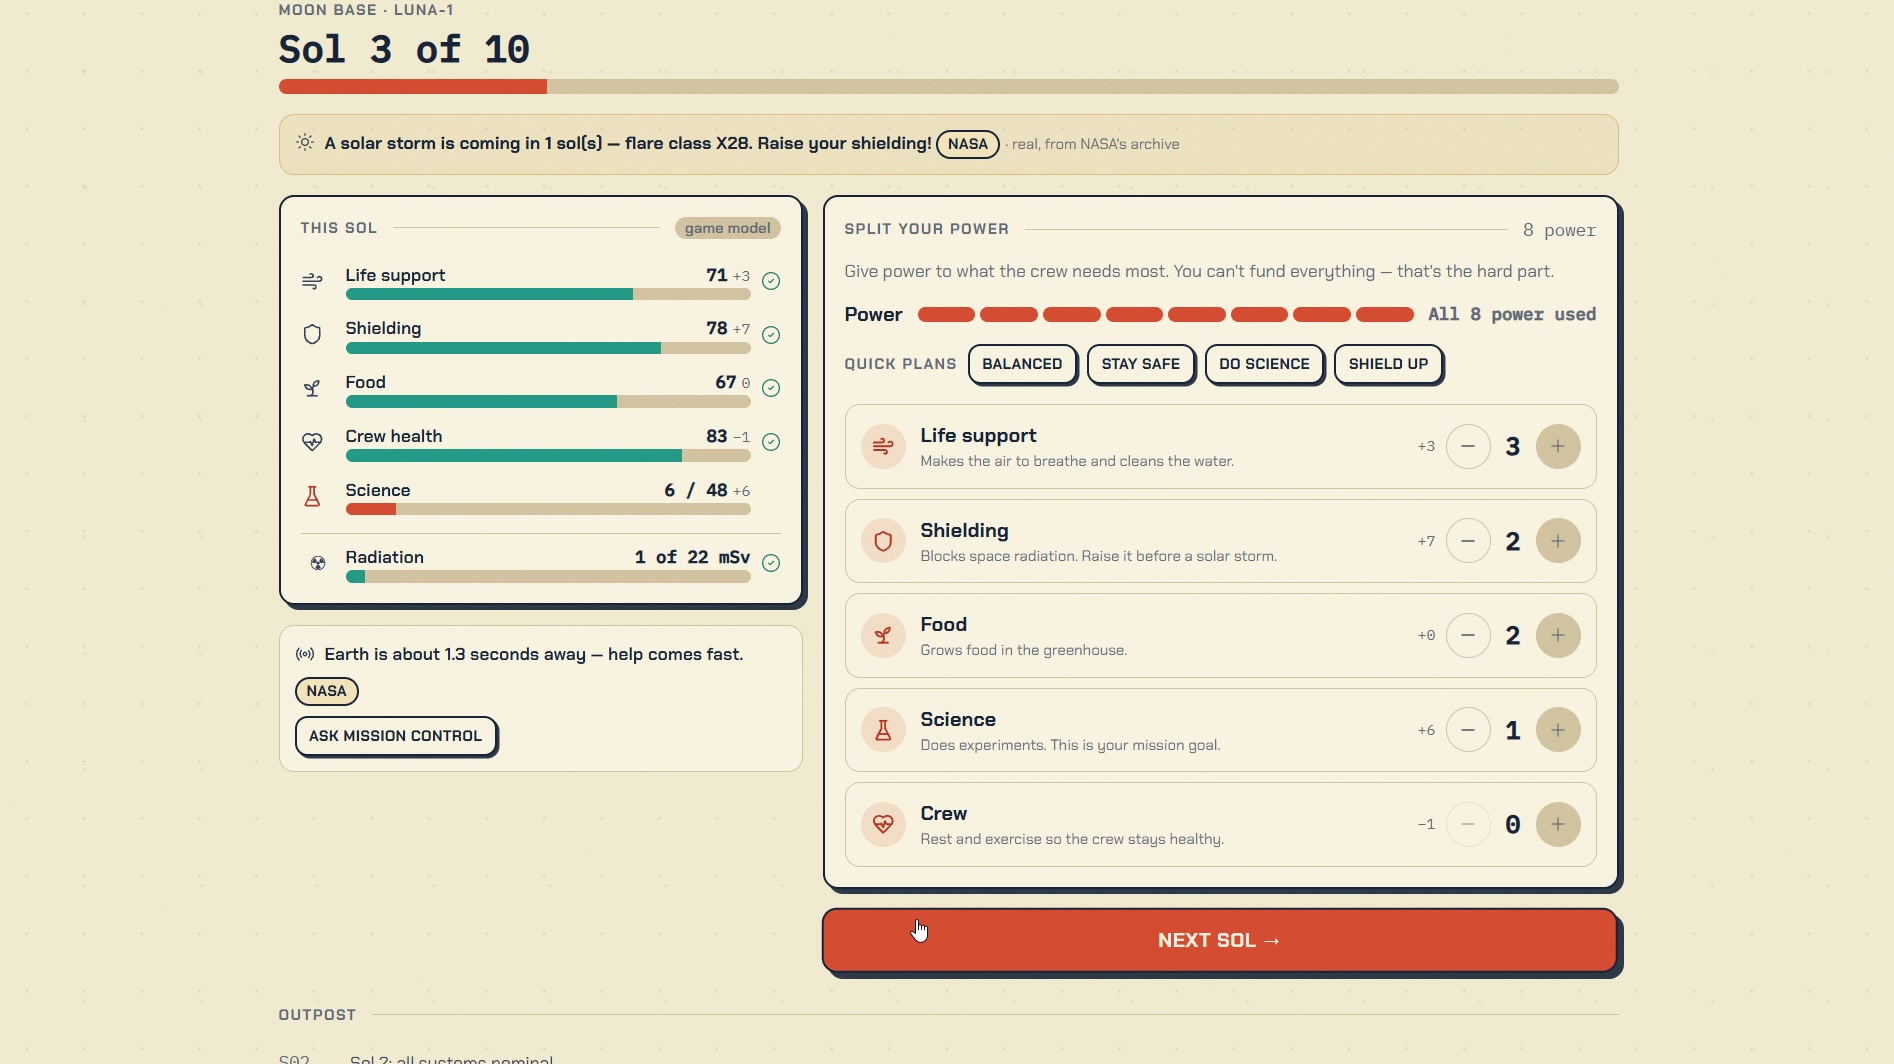 MOON BASE · LUNA-1
Sol 3 of 10
A solar storm is coming in 1 sol(s) — flare class X28. Raise your shielding! NASA · real, from NASA's archive
THIS SOL game model
Life support 71 +3
Shielding 78 +7
Food 67 0
Crew health 83 −1
Science 6 / 48 +6
Radiation 1 of 22 mSv
Earth is about 1.3 seconds away — help comes fast.
NASA
ASK MISSION CONTROL
SPLIT YOUR POWER 8 power
Give power to what the crew needs most. You can't fund everything — that's the hard part.
Power All 8 power used
QUICK PLANS BALANCED STAY SAFE DO SCIENCE SHIELD UP
Life support
Makes the air to breathe and cleans the water.
+3 − 3 +
Shielding
Blocks space radiation. Raise it before a solar storm.
+7 − 2 +
Food
Grows food in the greenhouse.
+0 − 2 +
Science
Does experiments. This is your mission goal.
+6 − 1 +
Crew
Rest and exercise so the crew stays healthy.
−1 − 0 +
NEXT SOL →
OUTPOST
S02 Sol 2: all systems nominal